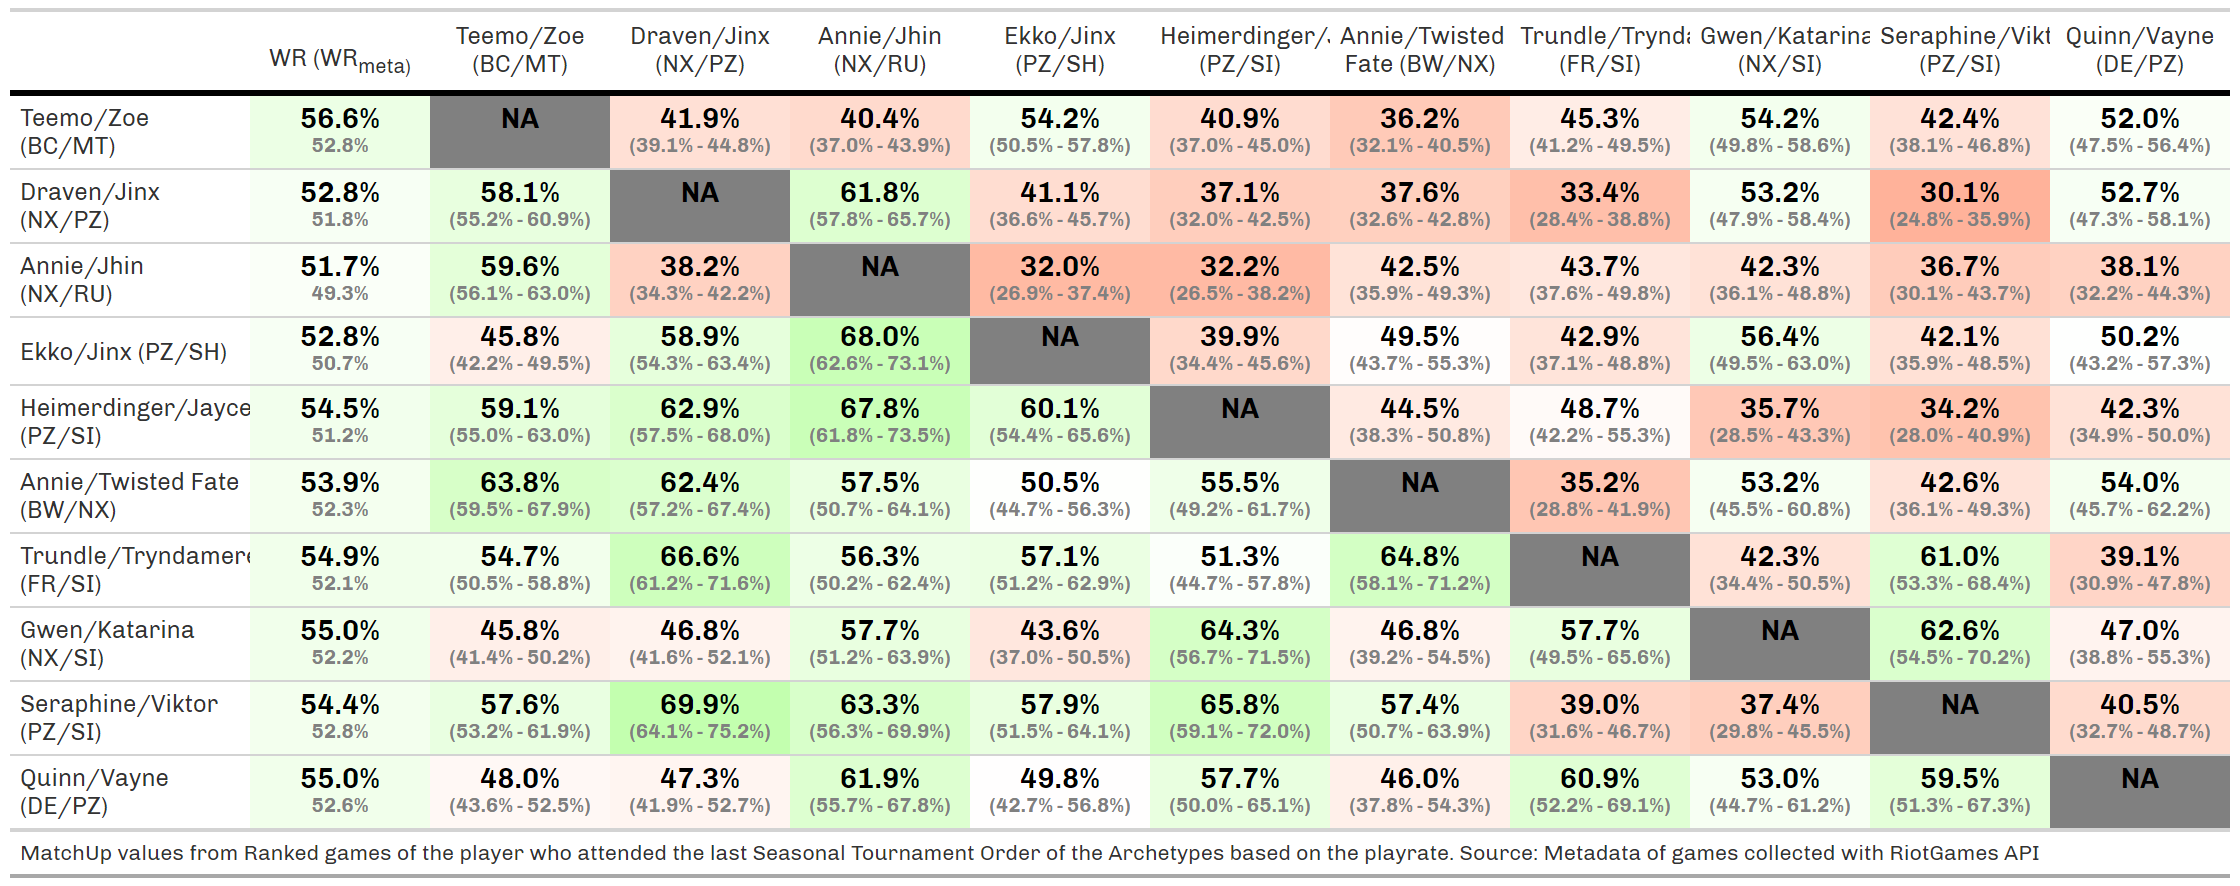 WR (WRmeta) Teemo/Zoe (BC/MT) Draven/Jinx (NX/PZ) Annie/Jhin (NX/RU) Ekko/Jinx (PZ/SH) Heimerdinger/ (PZ/SI) Annie/Twisted Fate (BW/NX) Trundle/Trynda (FR/SI) Gwen/Katarina (NX/SI) Seraphine/Vikt (PZ/SI) Quinn/Vayne (DE/PZ)
Teemo/Zoe 56.6% NA 41.9% 40.4% 54.2% 40.9% 36.2% 45.3% 54.2% 42.4% 52.0%
(BC/MT) 52.8% (39.1% - 44.8%) (37.0% - 43.9%) (50.5% - 57.8%) (37.0% - 45.0%) (32.1% - 40.5%) (41.2% - 49.5%) (49.8% - 58.6%) (38.1% - 46.8%) (47.5% - 56.4%)
Draven/Jinx 52.8% 58.1% NA 61.8% 41.1% 37.1% 37.6% 33.4% 53.2% 30.1% 52.7%
(NX/PZ) 51.8% (55.2% - 60.9%) (57.8% - 65.7%) (36.6% - 45.7%) (32.0% - 42.5%) (32.6% - 42.8%) (28.4% - 38.8%) (47.9% - 58.4%) (24.8% - 35.9%) (47.3% - 58.1%)
Annie/Jhin 51.7% 59.6% 38.2% NA 32.0% 32.2% 42.5% 43.7% 42.3% 36.7% 38.1%
(NX/RU) 49.3% (56.1% - 63.0%) (34.3% - 42.2%) (26.9% - 37.4%) (26.5% - 38.2%) (35.9% - 49.3%) (37.6% - 49.8%) (36.1% - 48.8%) (30.1% - 43.7%) (32.2% - 44.3%)
Ekko/Jinx (PZ/SH) 52.8% 45.8% 58.9% 68.0% NA 39.9% 49.5% 42.9% 56.4% 42.1% 50.2%
50.7% (42.2% - 49.5%) (54.3% - 63.4%) (62.6% - 73.1%) (34.4% - 45.6%) (43.7% - 55.3%) (37.1% - 48.8%) (49.5% - 63.0%) (35.9% - 48.5%) (43.2% - 57.3%)
Heimerdinger/Jayce 54.5% 59.1% 62.9% 67.8% 60.1% NA 44.5% 48.7% 35.7% 34.2% 42.3%
(PZ/SI) 51.2% (55.0% - 63.0%) (57.5% - 68.0%) (61.8% - 73.5%) (54.4% - 65.6%) (38.3% - 50.8%) (42.2% - 55.3%) (28.5% - 43.3%) (28.0% - 40.9%) (34.9% - 50.0%)
Annie/Twisted Fate 53.9% 63.8% 62.4% 57.5% 50.5% 55.5% NA 35.2% 53.2% 42.6% 54.0%
(BW/NX) 52.3% (59.5% - 67.9%) (57.2% - 67.4%) (50.7% - 64.1%) (44.7% - 56.3%) (49.2% - 61.7%) (28.8% - 41.9%) (45.5% - 60.8%) (36.1% - 49.3%) (45.7% - 62.2%)
Trundle/Tryndamere 54.9% 54.7% 66.6% 56.3% 57.1% 51.3% 64.8% NA 42.3% 61.0% 39.1%
(FR/SI) 52.1% (50.5% - 58.8%) (61.2% - 71.6%) (50.2% - 62.4%) (51.2% - 62.9%) (44.7% - 57.8%) (58.1% - 71.2%) (34.4% - 50.5%) (53.3% - 68.4%) (30.9% - 47.8%)
Gwen/Katarina 55.0% 45.8% 46.8% 57.7% 43.6% 64.3% 46.8% 57.7% NA 62.6% 47.0%
(NX/SI) 52.2% (41.4% - 50.2%) (41.6% - 52.1%) (51.2% - 63.9%) (37.0% - 50.5%) (56.7% - 71.5%) (39.2% - 54.5%) (49.5% - 65.6%) (54.5% - 70.2%) (38.8% - 55.3%)
Seraphine/Viktor 54.4% 57.6% 69.9% 63.3% 57.9% 65.8% 57.4% 39.0% 37.4% NA 40.5%
(PZ/SI) 52.8% (53.2% - 61.9%) (64.1% - 75.2%) (56.3% - 69.9%) (51.5% - 64.1%) (59.1% - 72.0%) (50.7% - 63.9%) (31.6% - 46.7%) (29.8% - 45.5%) (32.7% - 48.7%)
Quinn/Vayne 55.0% 48.0% 47.3% 61.9% 49.8% 57.7% 46.0% 60.9% 53.0% 59.5% NA
(DE/PZ) 52.6% (43.6% - 52.5%) (41.9% - 52.7%) (55.7% - 67.8%) (42.7% - 56.8%) (50.0% - 65.1%) (37.8% - 54.3%) (52.2% - 69.1%) (44.7% - 61.2%) (51.3% - 67.3%)
MatchUp values from Ranked games of the player who attended the last Seasonal Tournament Order of the Archetypes based on the playrate. Source: Metadata of games collected with RiotGames API